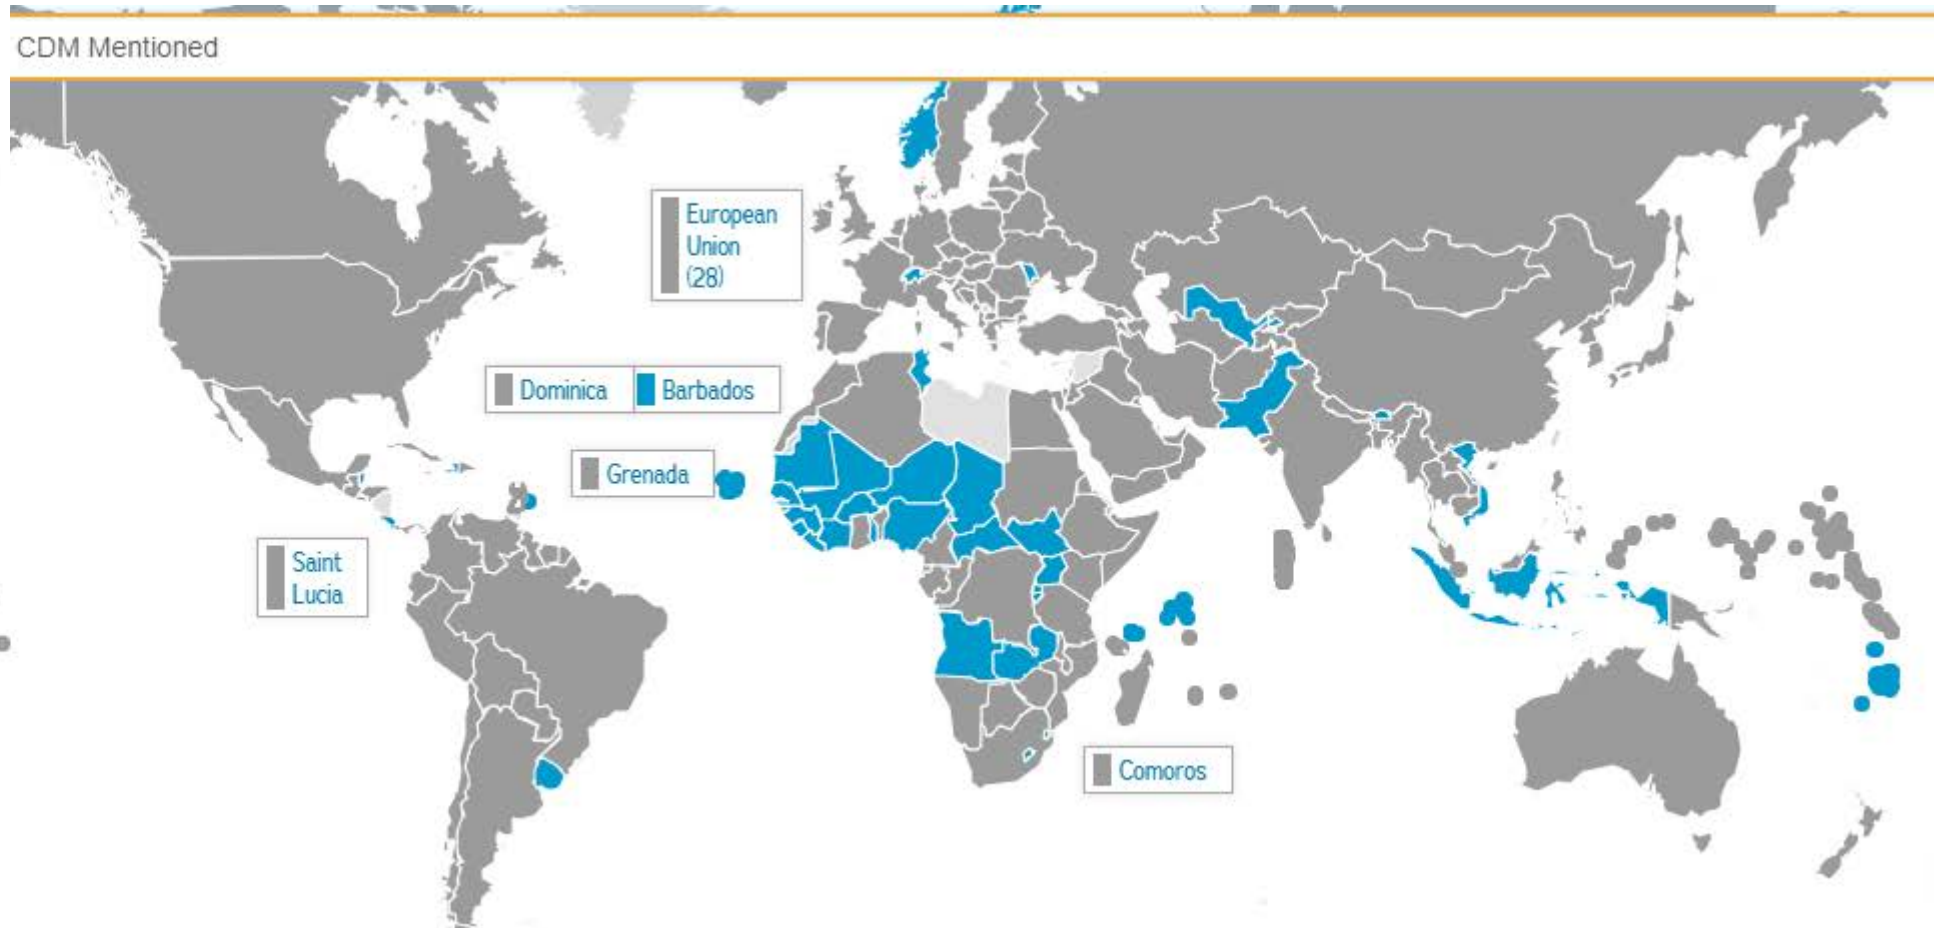 CDM Mentioned
European
Union
(28)
Dominica
Barbados
Grenada
Saint
Lucia
Comoros